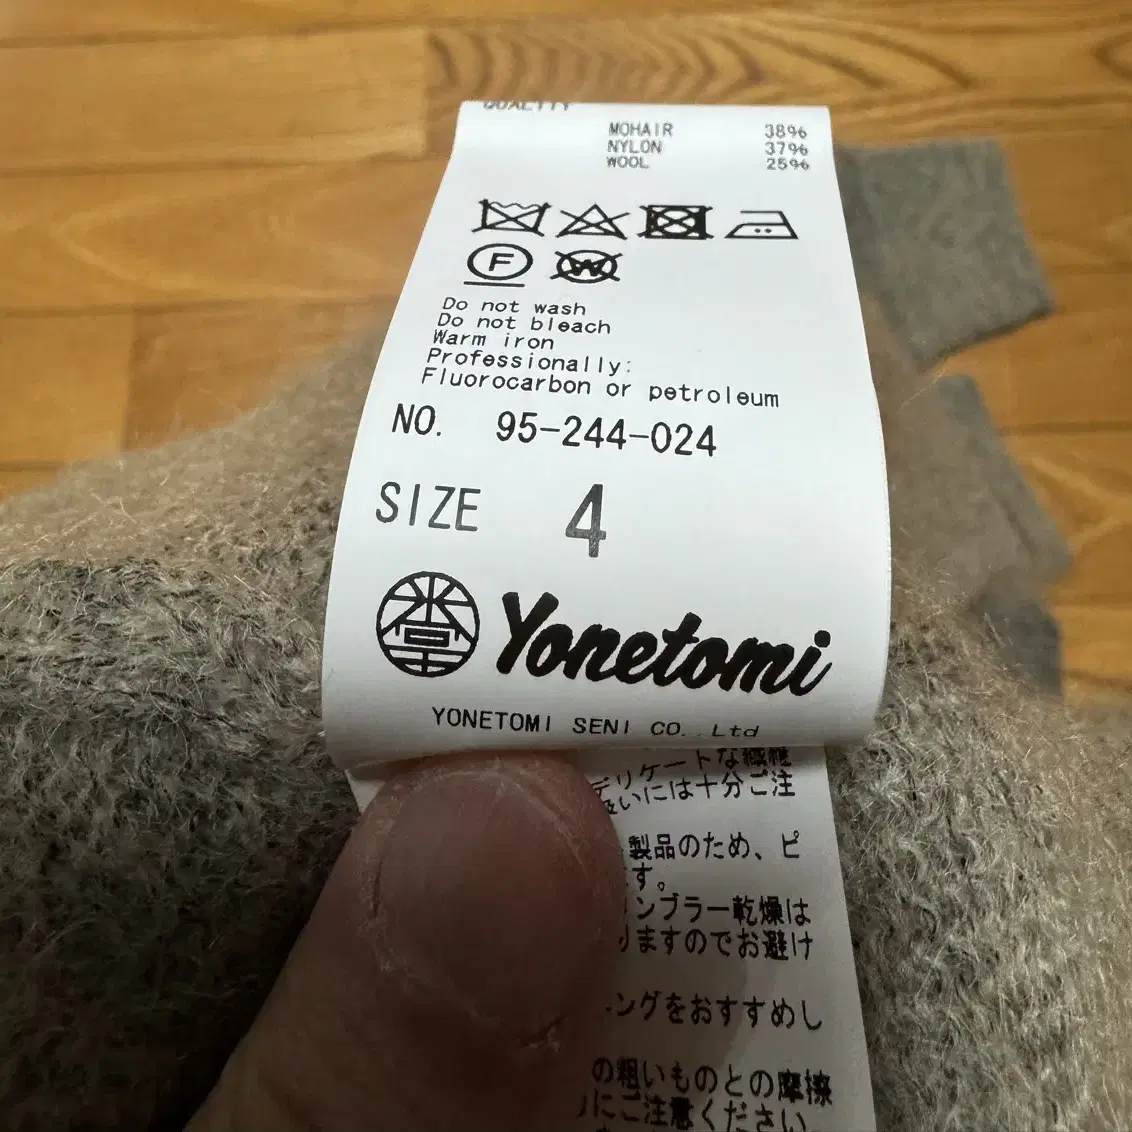 QUALITY
MOHAIR 38%
NYLON 37%
WOOL 25%
F
W
Do not wash
Do not bleach
Warm iron
Professionally:
Fluorocarbon or petroleum
NO. 95-244-024
SIZE 4
Yonetomi
YONETOMI SENI CO., Ltd
デリケートな繊維
扱いには十分ご注
製品のため、ピ
す。
ンブラー乾燥は
りますのでお避け
ングをおすすめし
の粗いものとの摩擦
にご注意ください。